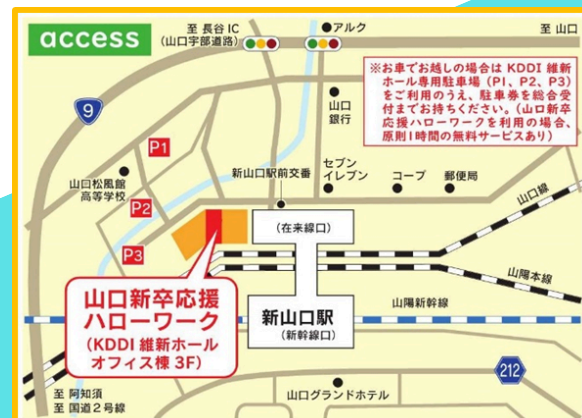 access
至 長谷IC
(山口宇部道路)
アルク
至 山口
※お車でお越しの場合は KDDI 維新
ホール専用駐車場（P1、P2、P3）
をご利用のうえ、駐車券を総合受
付までお持ちください。（山口新卒
応援ハローワークを利用の場合、
原則1時間の無料サービスあり）
9
山口
銀行
P1
山口松風館
高等学校
新山口駅前交番
セブン
イレブン
コープ
郵便局
P2
山口線
(在来線口)
P3
山陽本線
山口新卒応援
ハローワーク
(KDDI 維新ホール
オフィス棟 3F)
新山口駅
(新幹線口)
山陽新幹線
212
至 阿知須
至 国道2号線
山口グランドホテル